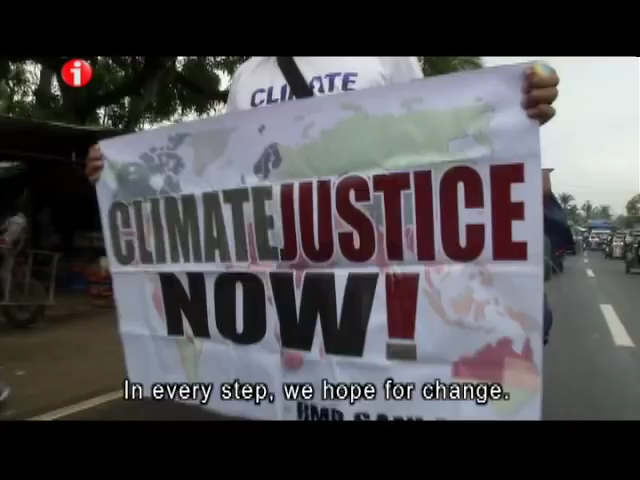 i
CLIMATE
CLIMATE JUSTICE
NOW!
In every step, we hope for change.